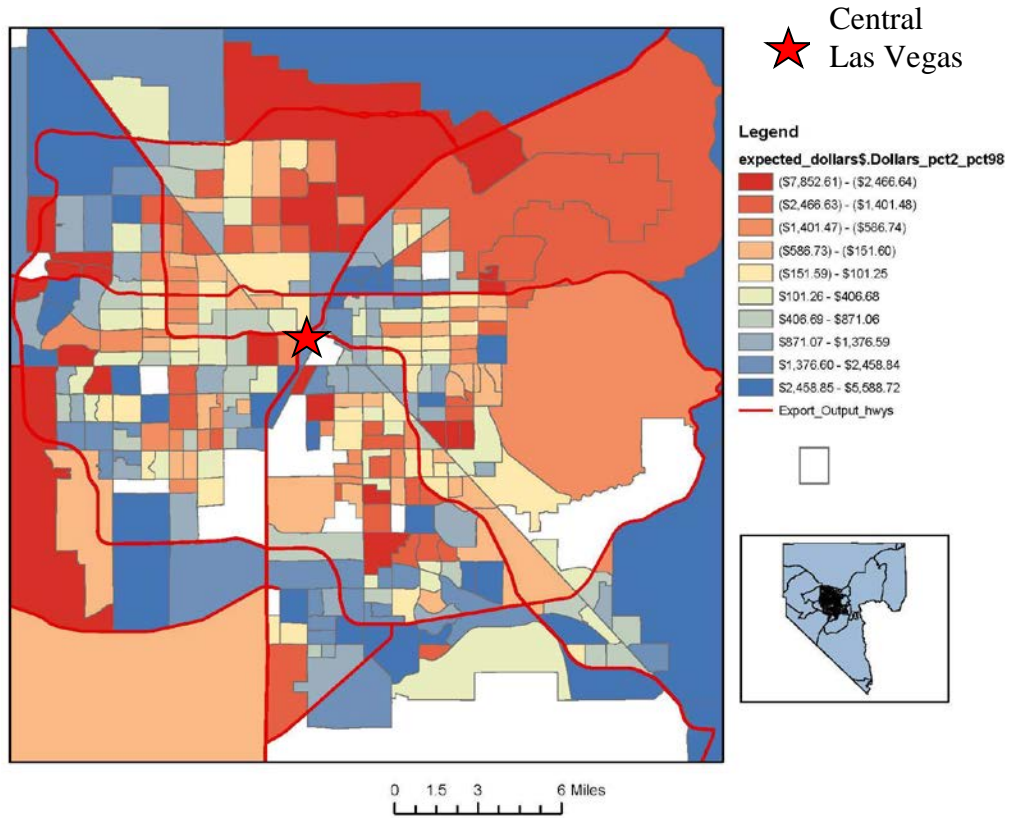 Central
Las Vegas
Legend
expected_dollars$.Dollars_pct2_pct98
($7,852.61) - ($2,466.64)
($2,466.63) - ($1,401.48)
($1,401.47) - ($586.74)
($586.73) - ($151.60)
($151.59) - $101.25
$101.26 - $406.68
$406.69 - $871.06
$871.07 - $1,376.59
$1,376.60 - $2,458.84
$2,458.85 - $5,588.72
Export_Output_hwys
0 1.5 3 6 Miles